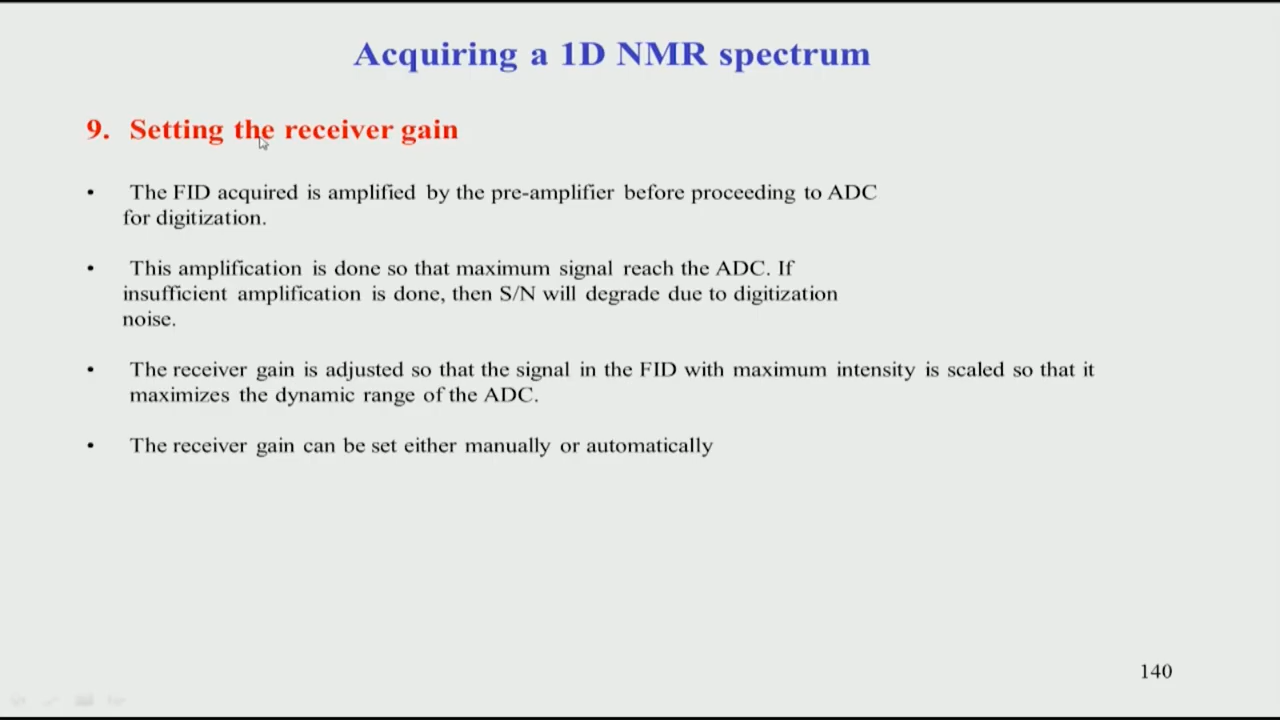 Acquiring a 1D NMR spectrum
9. Setting the receiver gain
• The FID acquired is amplified by the pre-amplifier before proceeding to ADC
for digitization.
• This amplification is done so that maximum signal reach the ADC. If
insufficient amplification is done, then S/N will degrade due to digitization
noise.
• The receiver gain is adjusted so that the signal in the FID with maximum intensity is scaled so that it
maximizes the dynamic range of the ADC.
• The receiver gain can be set either manually or automatically
140